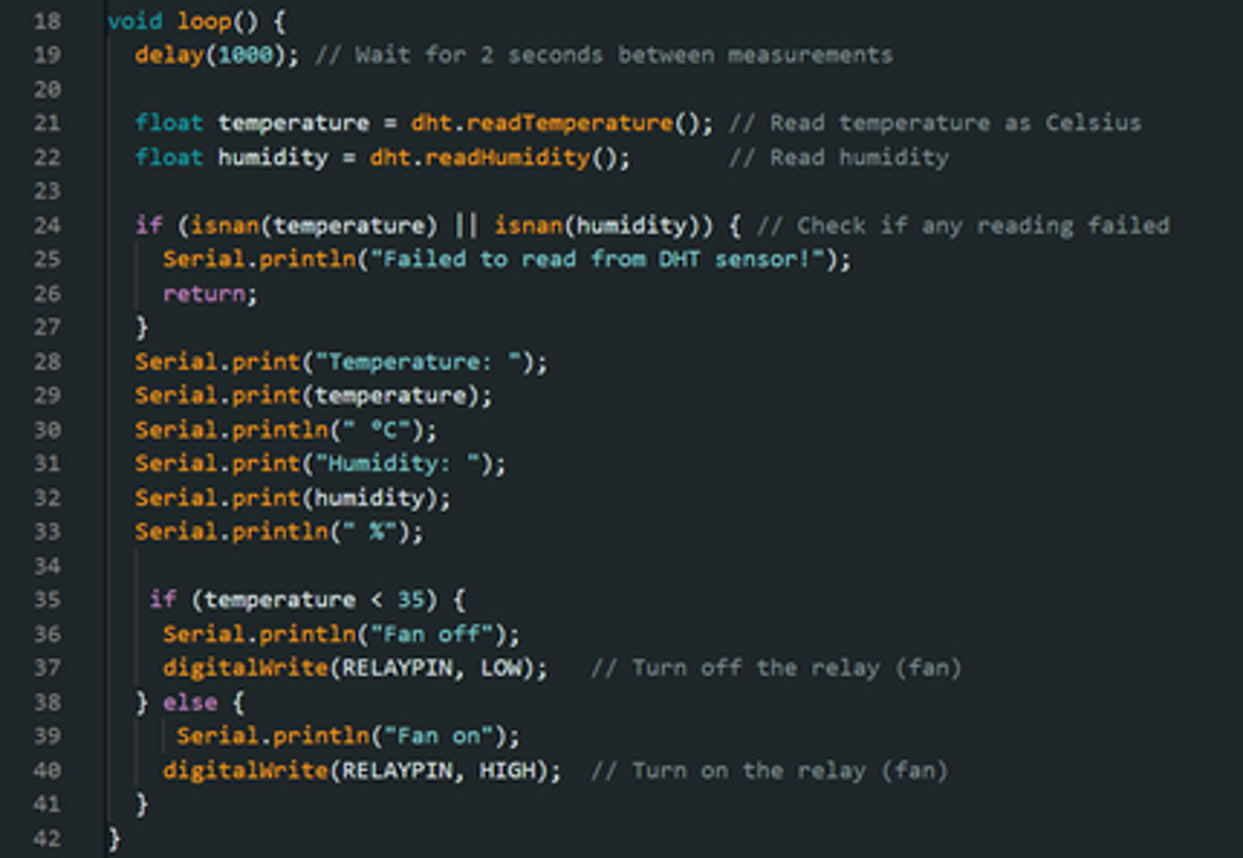 18 void loop() {
19   delay(1000); // Wait for 2 seconds between measurements
20
21   float temperature = dht.readTemperature(); // Read temperature as Celsius
22   float humidity = dht.readHumidity();       // Read humidity
23
24   if (isnan(temperature) || isnan(humidity)) { // Check if any reading failed
25     Serial.println("Failed to read from DHT sensor!");
26     return;
27   }
28   Serial.print("Temperature: ");
29   Serial.print(temperature);
30   Serial.println(" °C");
31   Serial.print("Humidity: ");
32   Serial.print(humidity);
33   Serial.println(" %");
34
35    if (temperature < 35) {
36     Serial.println("Fan off");
37     digitalWrite(RELAYPIN, LOW);   // Turn off the relay (fan)
38   } else {
39      Serial.println("Fan on");
40     digitalWrite(RELAYPIN, HIGH);  // Turn on the relay (fan)
41   }
42 }